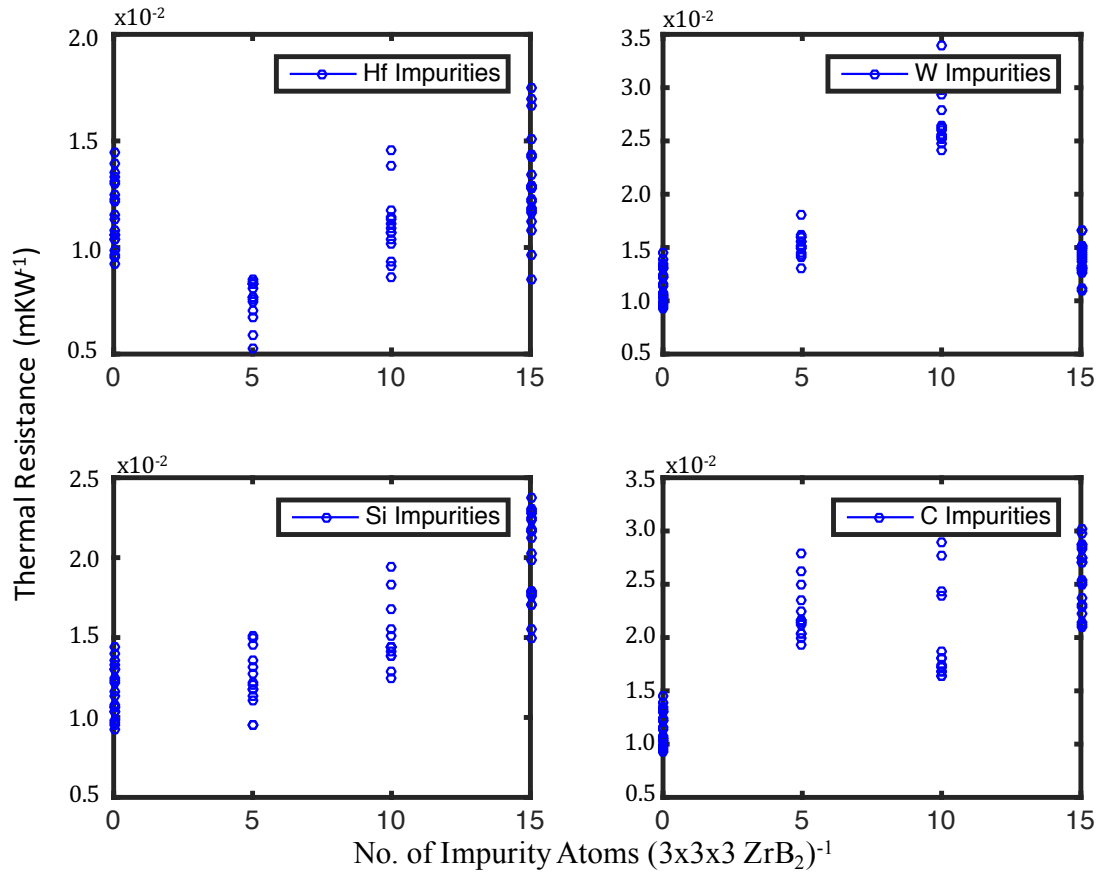 x10-2
2.0
Hf Impurities
1.5
1.0
0.5
0 5 10 15
3.5
W Impurities
3.0
2.5
2.0
1.5
1.0
0.5
0 5 10 15
Thermal Resistance (mKW-1)
x10-2
2.5
Si Impurities
2.0
1.5
1.0
0.5
0 5 10 15
x10-2
3.5
C Impurities
3.0
2.5
2.0
1.5
1.0
0.5
0 5 10 15
No. of Impurity Atoms (3x3x3 ZrB2)-1